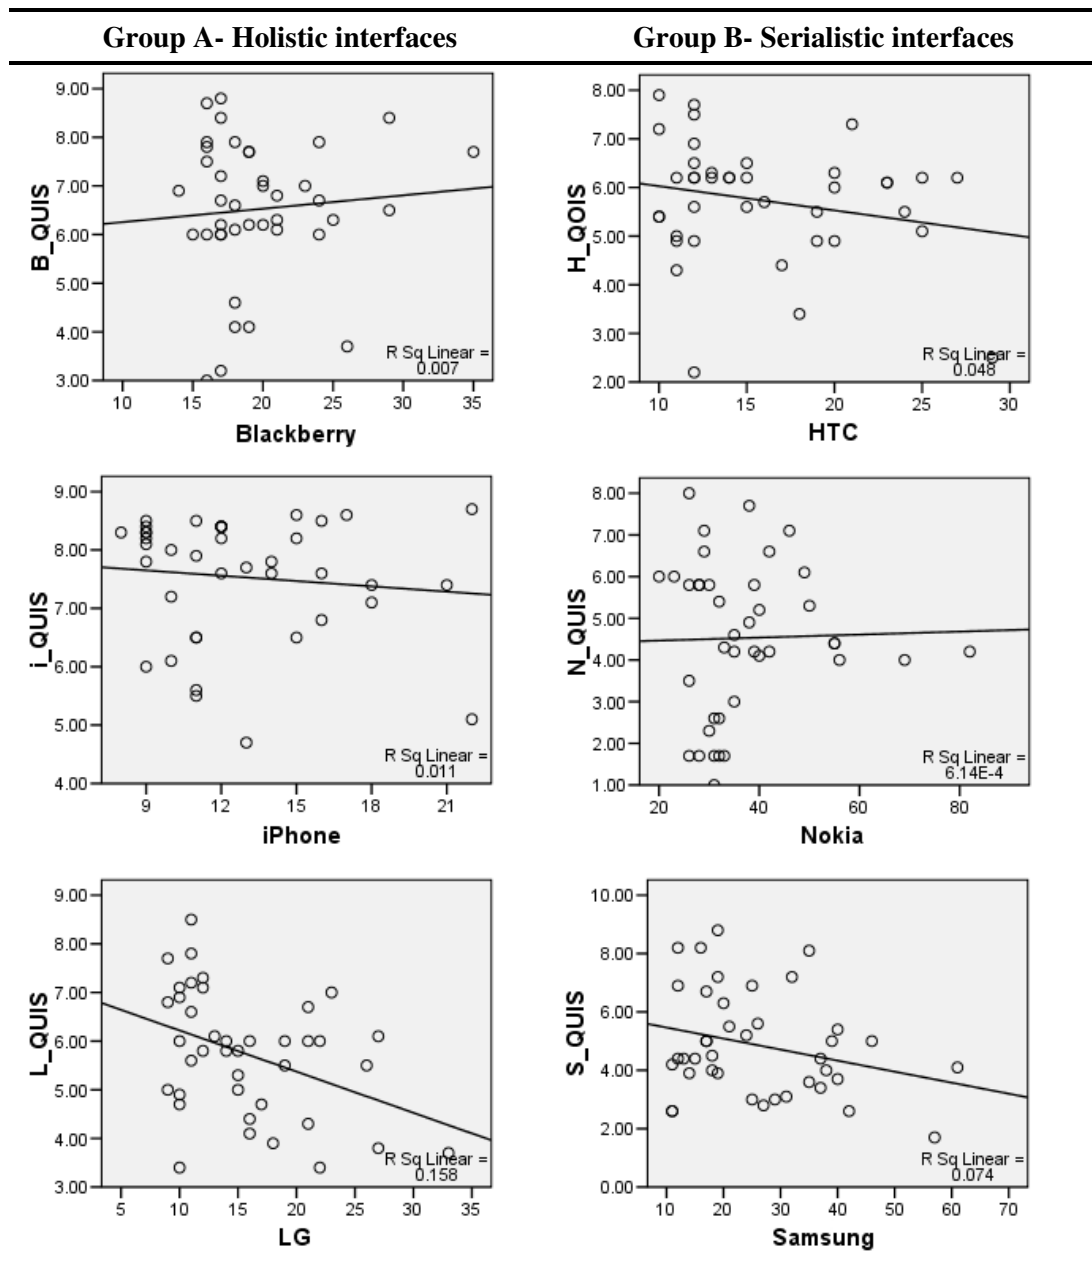 Group A- Holistic interfaces
Group B- Serialistic interfaces
9.00
8.00
7.00
6.00
5.00
4.00
3.00
B_QUIS
R Sq Linear =
0.007
10 15 20 25 30 35
Blackberry
8.00
7.00
6.00
5.00
4.00
3.00
2.00
H_QOIS
R Sq Linear =
0.048
10 15 20 25 30
HTC
9.00
8.00
7.00
6.00
5.00
4.00
i_QUIS
R Sq Linear =
0.011
9 12 15 18 21
iPhone
8.00
7.00
6.00
5.00
4.00
3.00
2.00
1.00
N_QUIS
R Sq Linear =
6.14E-4
20 40 60 80
Nokia
9.00
8.00
7.00
6.00
5.00
4.00
3.00
L_QUIS
R Sq Linear =
0.158
5 10 15 20 25 30 35
LG
10.00
8.00
6.00
4.00
2.00
0.00
S_QUIS
R Sq Linear =
0.074
10 20 30 40 50 60 70
Samsung